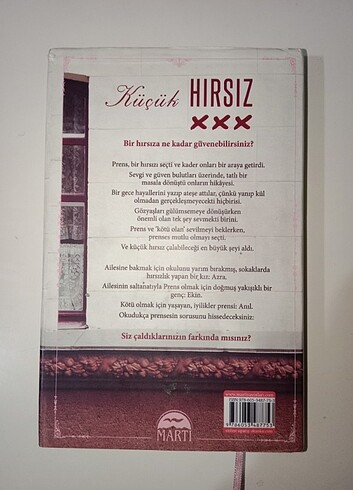 Küçük HIRSIZ
xxx
Bir hırsıza ne kadar güvenebilirsiniz?
Prens, bir hırsızı seçti ve kader onları bir araya getirdi.
Sevgi ve güven bulutları üzerinde, tatlı bir
masala dönüştü onların hikâyesi.
Bir gece hayallerini yazıp ateşe attılar, çünkü yanıp kül
olmadan gerçekleşmeyecekti hiçbirisi.
Gözyaşları gülümsemeye dönüşürken
önemli olan tek şey sevmekti birini.
Prens ve 'kötü olan' sevilmeyi beklerken,
prenses mutlu olmayı seçti.
Ve küçük hırsız çalabileceği en büyük şeyi aldı.
Ailesine bakmak için okulunu yarım bırakmış, sokaklarda
hırsızlık yapan bir kız: Azra.
Ailesinin saltanatıyla Prens olmak için doğmuş yakışıklı bir
genç: Ekin.
Kötü olmak için yaşayan, iyilikler prensi: Anıl.
Okudukça prensesin sorusunu hissedeceksiniz:
Siz çaldıklarınızın farkında mısınız?
MARTI